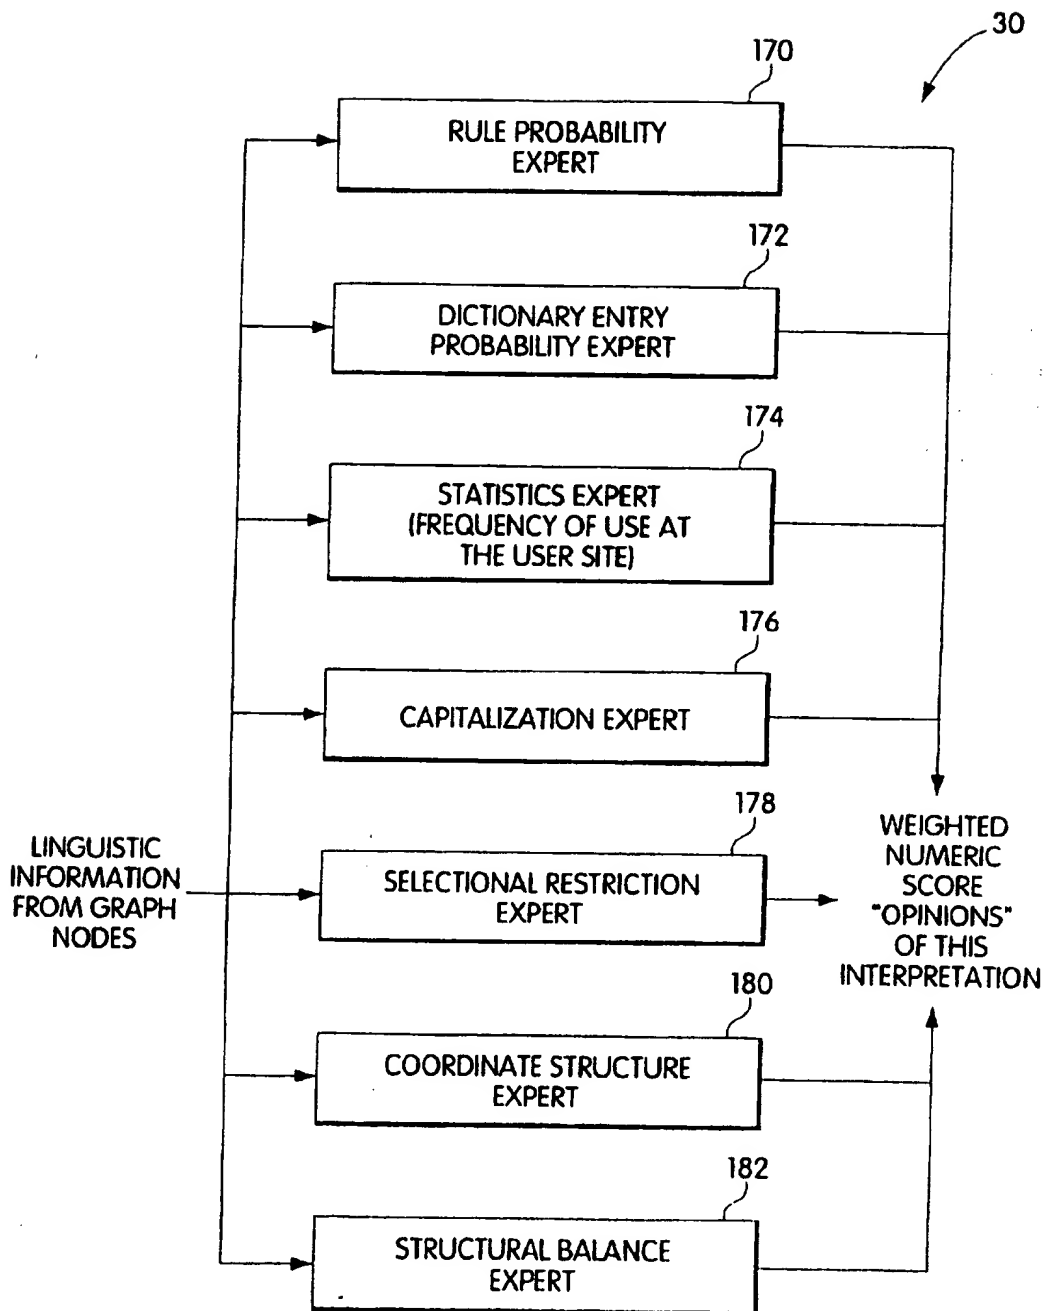 30
170
RULE PROBABILITY
EXPERT
172
DICTIONARY ENTRY
PROBABILITY EXPERT
174
STATISTICS EXPERT
(FREQUENCY OF USE AT
THE USER SITE)
176
CAPITALIZATION EXPERT
178
LINGUISTIC
INFORMATION
FROM GRAPH
NODES
SELECTIONAL RESTRICTION
EXPERT
WEIGHTED
NUMERIC
SCORE
"OPINIONS"
OF THIS
INTERPRETATION
180
COORDINATE STRUCTURE
EXPERT
182
STRUCTURAL BALANCE
EXPERT